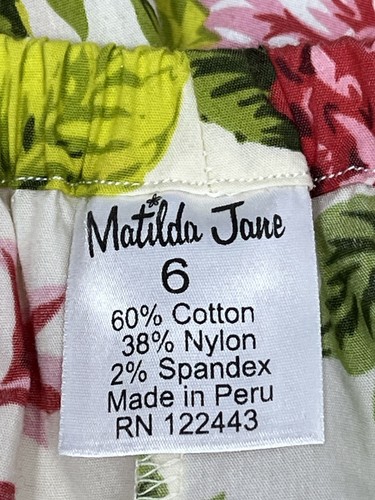 Matilda Jane
6
60% Cotton
38% Nylon
2% Spandex
Made in Peru
RN 122443